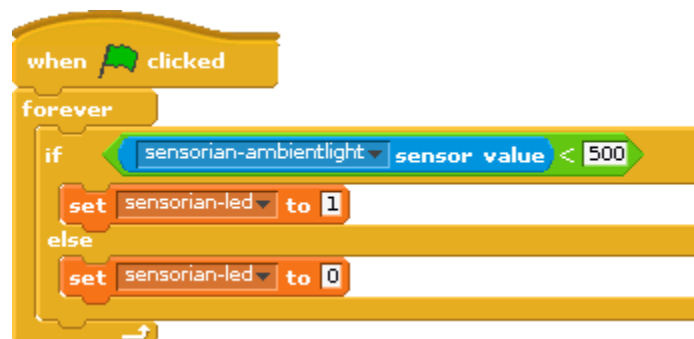 when clicked
forever
if sensorian-ambientlight sensor value < 500
set sensorian-led to 1
else
set sensorian-led to 0